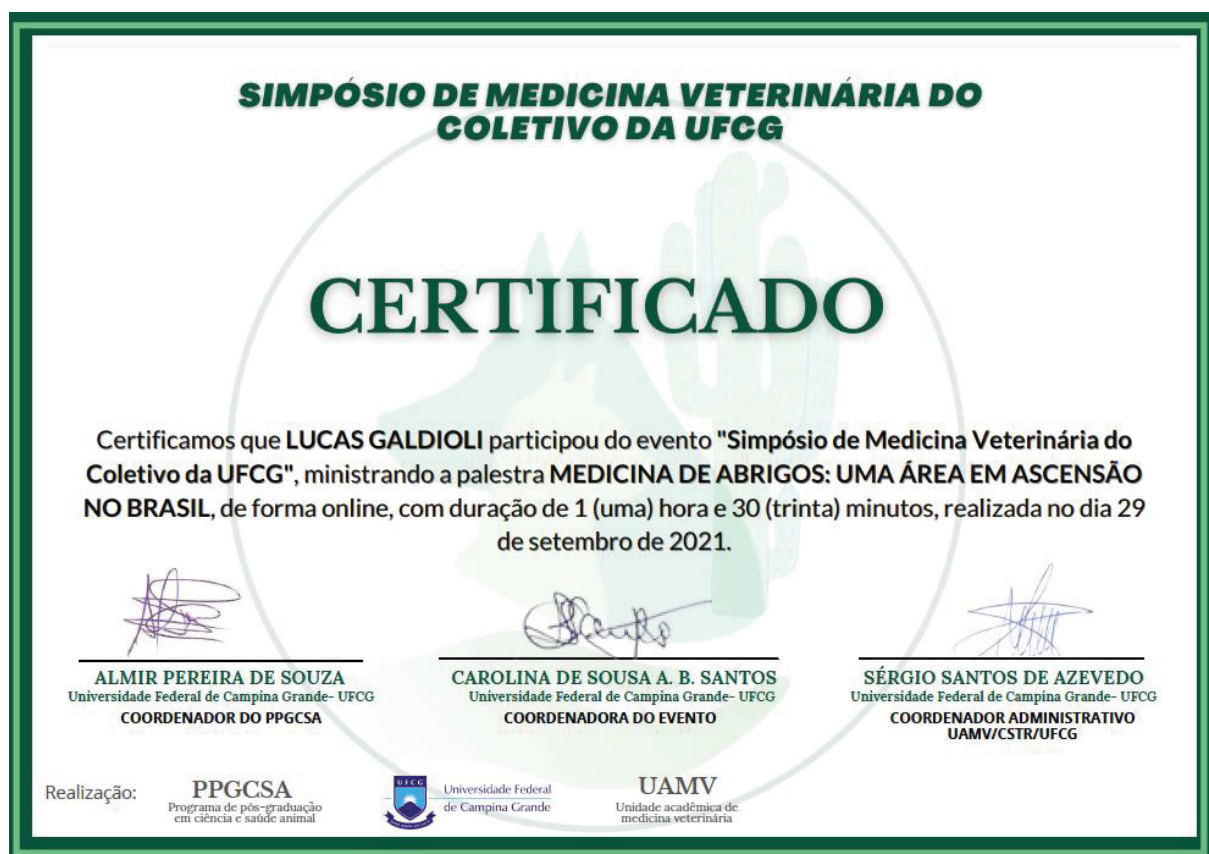 SIMPÓSIO DE MEDICINA VETERINÁRIA DO
COLETIVO DA UFCG
CERTIFICADO
Certificamos que LUCAS GALDIOLI participou do evento "Simpósio de Medicina Veterinária do
Coletivo da UFCG", ministrando a palestra MEDICINA DE ABRIGOS: UMA ÁREA EM ASCENSÃO
NO BRASIL, de forma online, com duração de 1 (uma) hora e 30 (trinta) minutos, realizada no dia 29
de setembro de 2021.
ALMIR PEREIRA DE SOUZA
Universidade Federal de Campina Grande- UFCG
COORDENADOR DO PPGCSA
CAROLINA DE SOUSA A. B. SANTOS
Universidade Federal de Campina Grande- UFCG
COORDENADORA DO EVENTO
SÉRGIO SANTOS DE AZEVEDO
Universidade Federal de Campina Grande- UFCG
COORDENADOR ADMINISTRATIVO
UAMV/CSTR/UFCG
Realização:
PPGCSA
Programa de pós-graduação
em ciência e saúde animal
UFCG
Universidade Federal
de Campina Grande
UAMV
Unidade acadêmica de
medicina veterinária